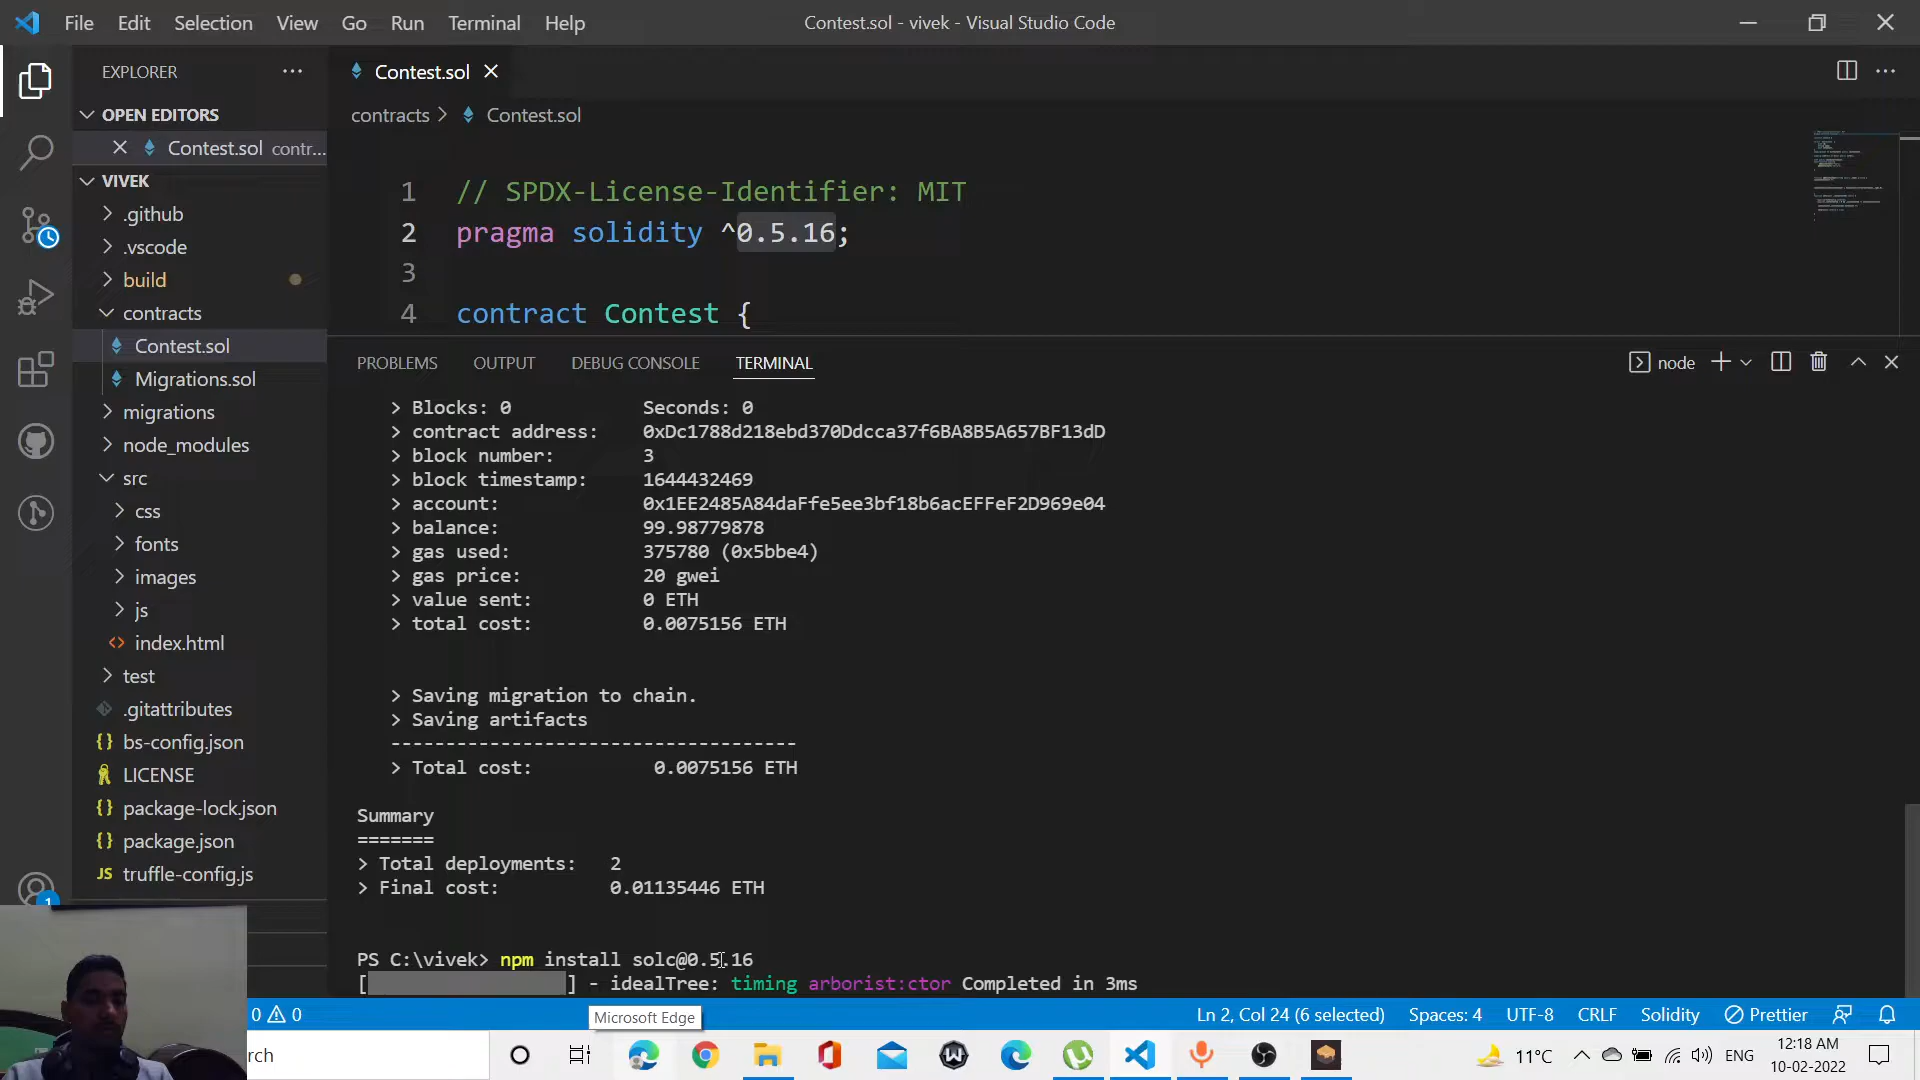 File Edit Selection View Go Run Terminal Help
Contest.sol - vivek - Visual Studio Code
EXPLORER
OPEN EDITORS
Contest.sol contr...
VIVEK
.github
.vscode
build
contracts
Contest.sol
Migrations.sol
migrations
node_modules
src
css
fonts
images
js
index.html
test
.gitattributes
bs-config.json
LICENSE
package-lock.json
package.json
truffle-config.js
1
Contest.sol
contracts > Contest.sol
1 // SPDX-License-Identifier: MIT
2 pragma solidity ^0.5.16;
3
4 contract Contest {
PROBLEMS OUTPUT DEBUG CONSOLE TERMINAL
node
> Blocks: 0 Seconds: 0
> contract address: 0xDc1788d218ebd370Ddcca37f6BA8B5A657BF13dD
> block number: 3
> block timestamp: 1644432469
> account: 0x1EE2485A84daFfe5ee3bf18b6acEFFeF2D969e04
> balance: 99.98779878
> gas used: 375780 (0x5bbe4)
> gas price: 20 gwei
> value sent: 0 ETH
> total cost: 0.0075156 ETH
> Saving migration to chain.
> Saving artifacts
-------------------------------------
> Total cost: 0.0075156 ETH
Summary
=======
> Total deployments: 2
> Final cost: 0.01135446 ETH
PS C:\vivek> npm install solc@0.5.16
[ ] - idealTree: timing arborist:ctor Completed in 3ms
0 0
Microsoft Edge
Ln 2, Col 24 (6 selected) Spaces: 4 UTF-8 CRLF Solidity Prettier
rch
11°C
ENG
12:18 AM
10-02-2022